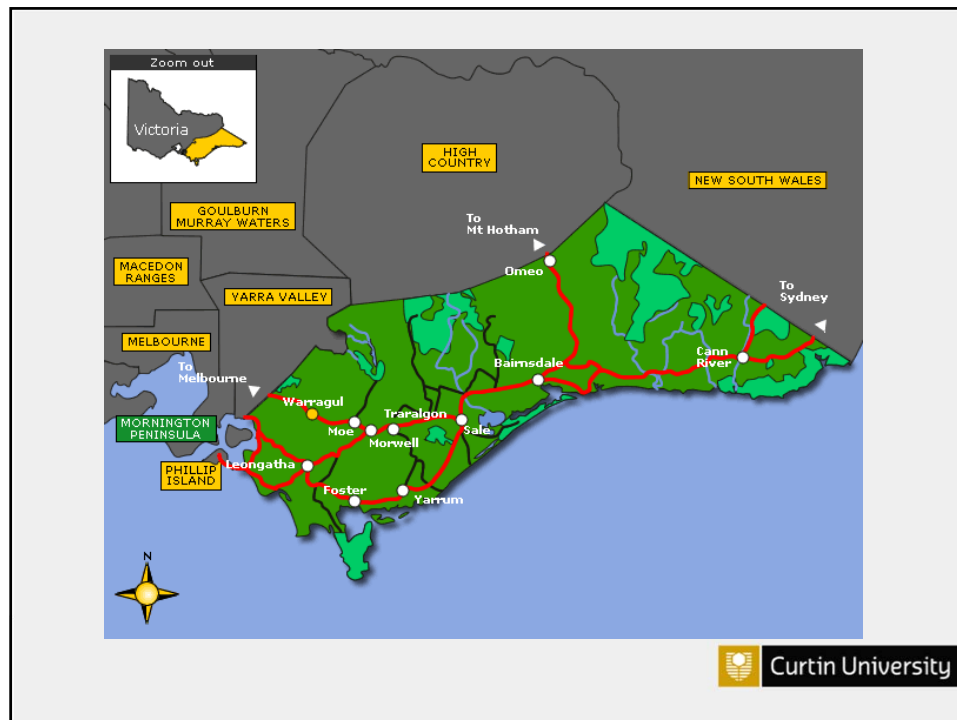 Zoom out
Victoria
HIGH
COUNTRY
NEW SOUTH WALES
GOULBURN
MURRAY WATERS
To
Mt Hotham
Omeo
MACEDON
RANGES
YARRA VALLEY
To
Sydney
MELBOURNE
To
Melbourne
Bairnsdale
Cann
River
Warragul
MORNINGTON
PENINSULA
Moe
Traralgon
Morwell
Sale
Leongatha
PHILLIP
ISLAND
Foster
Yarrum
N
Curtin University